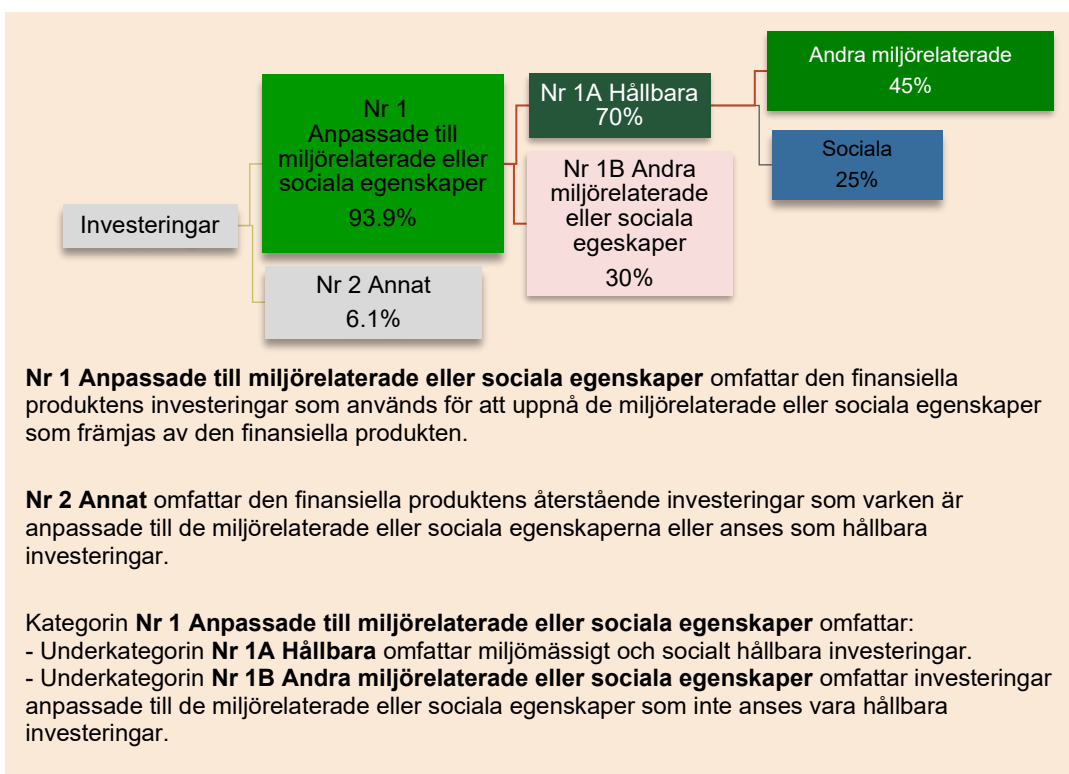 Investeringar
Nr 1
Anpassade till
miljörelaterade eller
sociala egenskaper
93.9%
Nr 2 Annat
6.1%
Nr 1A Hållbara
70%
Nr 1B Andra
miljörelaterade
eller sociala
egeskaper
30%
Andra miljörelaterade
45%
Sociala
25%
Nr 1 Anpassade till miljörelaterade eller sociala egenskaper omfattar den finansiella
produktens investeringar som används för att uppnå de miljörelaterade eller sociala egenskaper
som främjas av den finansiella produkten.
Nr 2 Annat omfattar den finansiella produktens återstående investeringar som varken är
anpassade till de miljörelaterade eller sociala egenskaperna eller anses som hållbara
investeringar.
Kategorin Nr 1 Anpassade till miljörelaterade eller sociala egenskaper omfattar:
- Underkategorin Nr 1A Hållbara omfattar miljömässigt och socialt hållbara investeringar.
- Underkategorin Nr 1B Andra miljörelaterade eller sociala egenskaper omfattar investeringar
anpassade till de miljörelaterade eller sociala egenskaper som inte anses vara hållbara
investeringar.